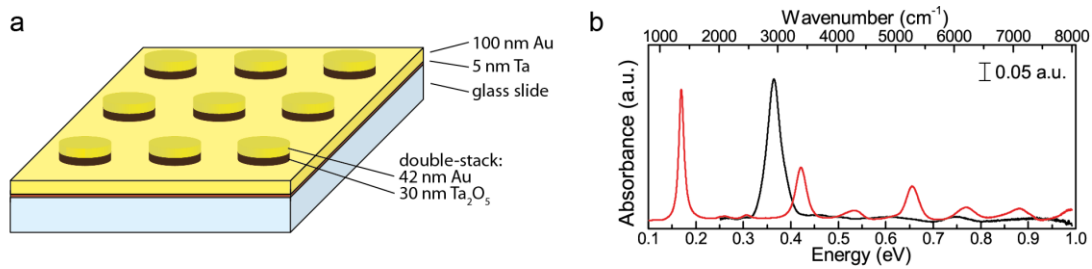 a
100 nm Au
5 nm Ta
glass slide
double-stack:
42 nm Au
30 nm Ta₂O₅
b
Wavenumber (cm⁻¹)
1000 2000 3000 4000 5000 6000 7000 8000
0.05 a.u.
Absorbance (a.u.)
0.1 0.2 0.3 0.4 0.5 0.6 0.7 0.8 0.9 1.0
Energy (eV)